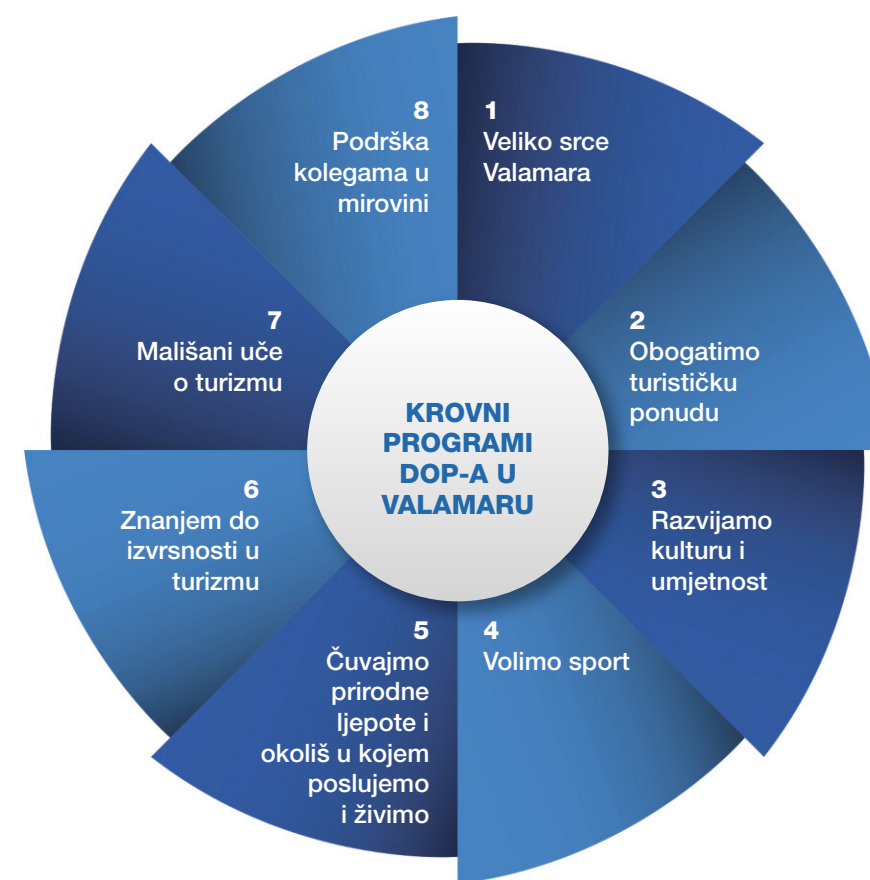 KROVNI
PROGRAMI
DOP-A U
VALAMARU
1
Veliko srce
Valamara
2
Obogatimo
turističku
ponudu
3
Razvijamo
kulturu i
umjetnost
4
Volimo sport
5
Čuvajmo
prirodne
ljepote i
okoliš u kojem
poslujemo
i živimo
6
Znanjem do
izvrsnosti u
turizmu
7
Mališani uče
o turizmu
8
Podrška
kolegama u
mirovini